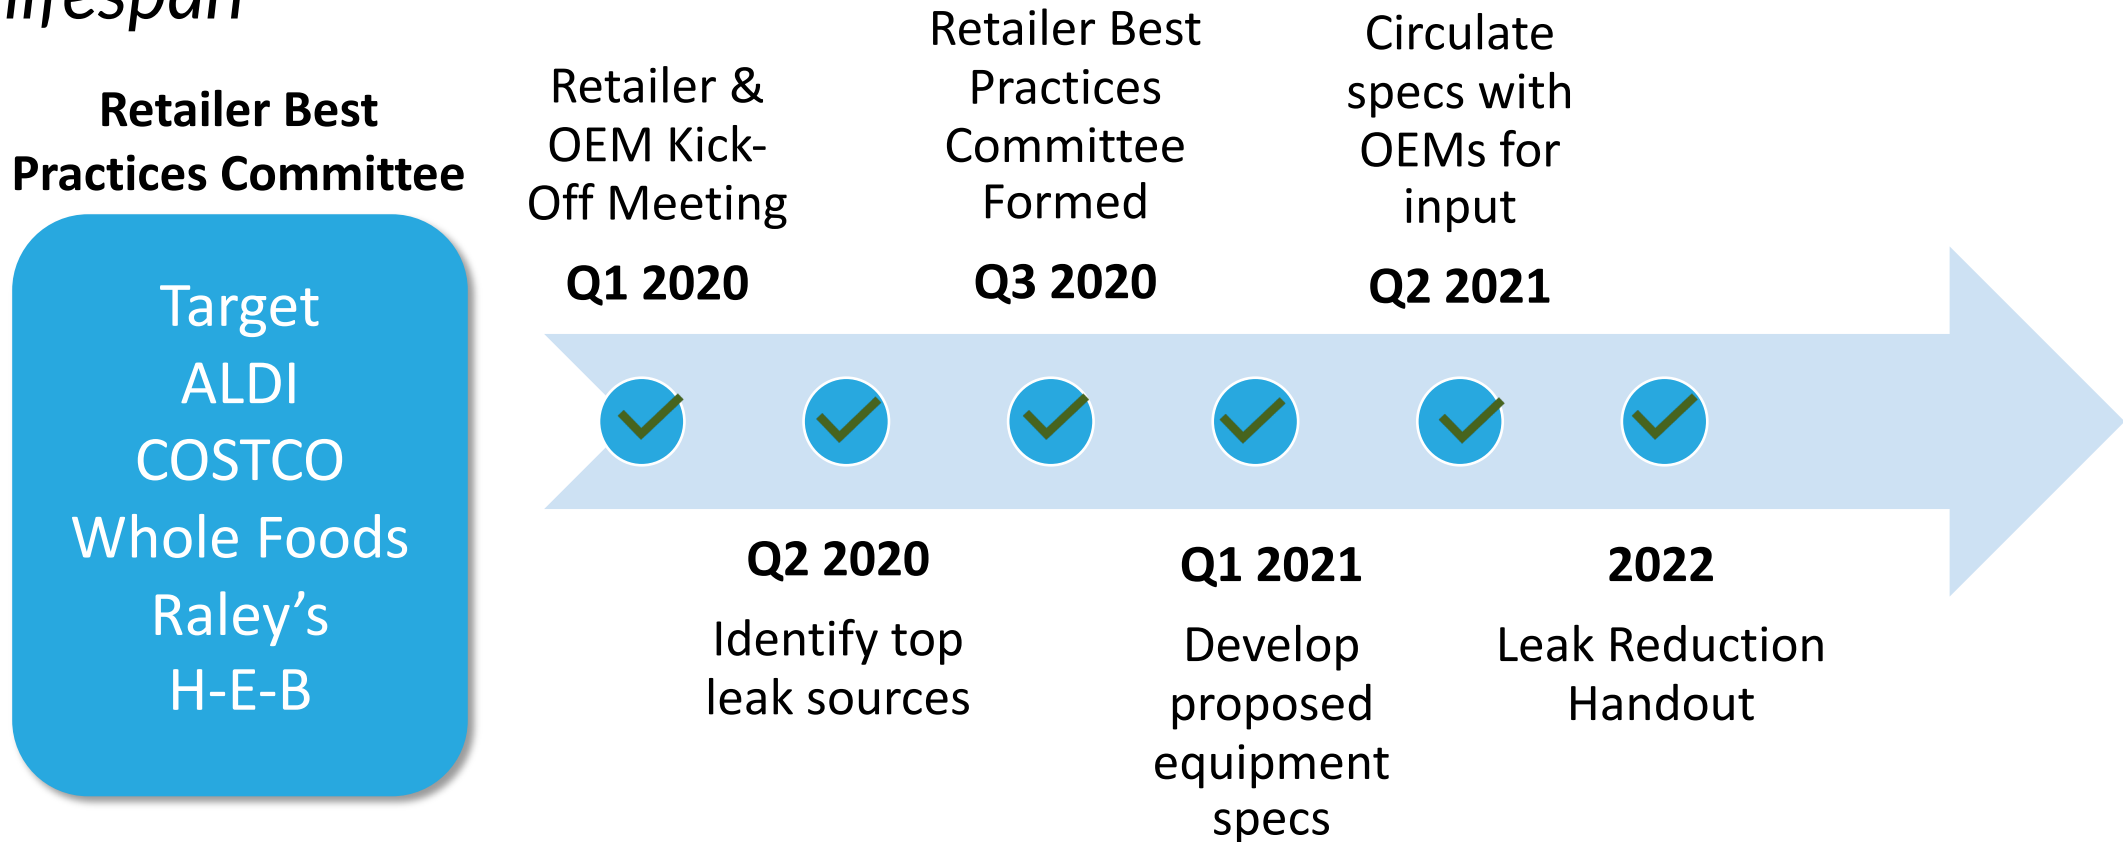 lifespan
Retailer Best
Practices Committee
Target
ALDI
COSTCO
Whole Foods
Raley’s
H-E-B
Retailer &
OEM Kick-
Off Meeting
Q1 2020
Q2 2020
Identify top
leak sources
Retailer Best
Practices
Committee
Formed
Q3 2020
Q1 2021
Develop
proposed
equipment
specs
Circulate
specs with
OEMs for
input
Q2 2021
2022
Leak Reduction
Handout